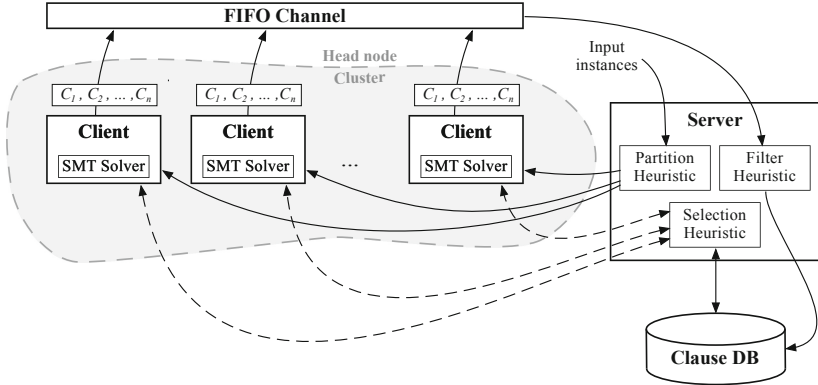 FIFO Channel
Head node
Cluster
Input
instances
C1 , C2 , ... ,Cn
C1 , C2 , ... ,Cn
C1 , C2 , ... ,Cn
Client
Client
Client
Server
SMT Solver
SMT Solver
...
SMT Solver
Partition
Heuristic
Filter
Heuristic
Selection
Heuristic
Clause DB